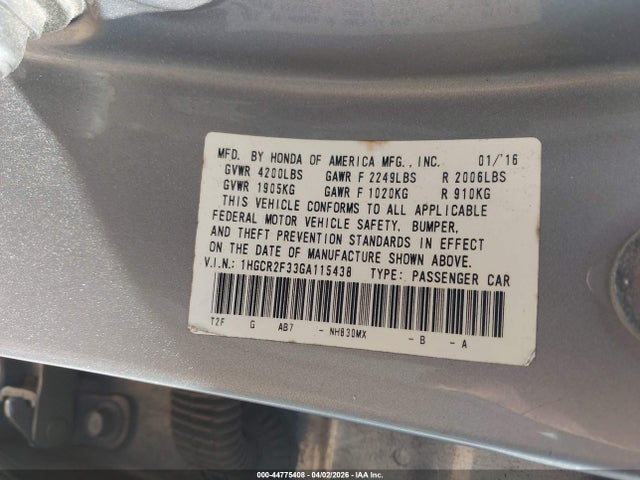 MFD. BY HONDA OF AMERICA MFG., INC. 01/'16
GVWR 4200LBS GAWR F 2249LBS R 2006LBS
GVWR 1905KG GAWR F 1020KG R 910KG
THIS VEHICLE CONFORMS TO ALL APPLICABLE
FEDERAL MOTOR VEHICLE SAFETY, BUMPER,
AND THEFT PREVENTION STANDARDS IN EFFECT
ON THE DATE OF MANUFACTURE SHOWN ABOVE.
V.I.N.: 1HGCR2F33GA115438 TYPE: PASSENGER CAR
T2F G AB7 - NH830MX - B - A
000-44775408 - 04/02/2026 - IAA Inc.